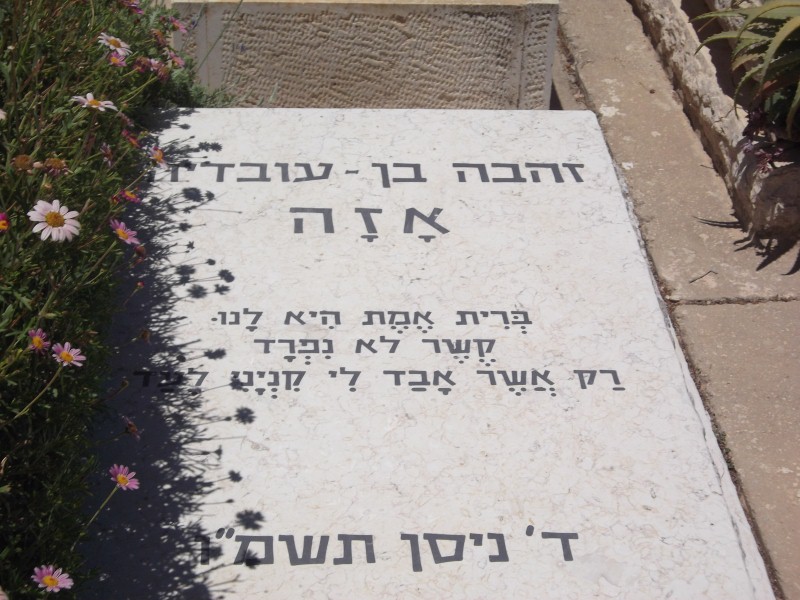 זהבה בן-עובדיה
אָזָה
בְּרִית אֱמֶת הִיא לָנוּ.
קֶשֶׁר לֹא נִפְרָד
רַק אֲשֶׁר אָבַד לִי קִנְיָנִי לָעַד
ד' ניסן תשמ"ו